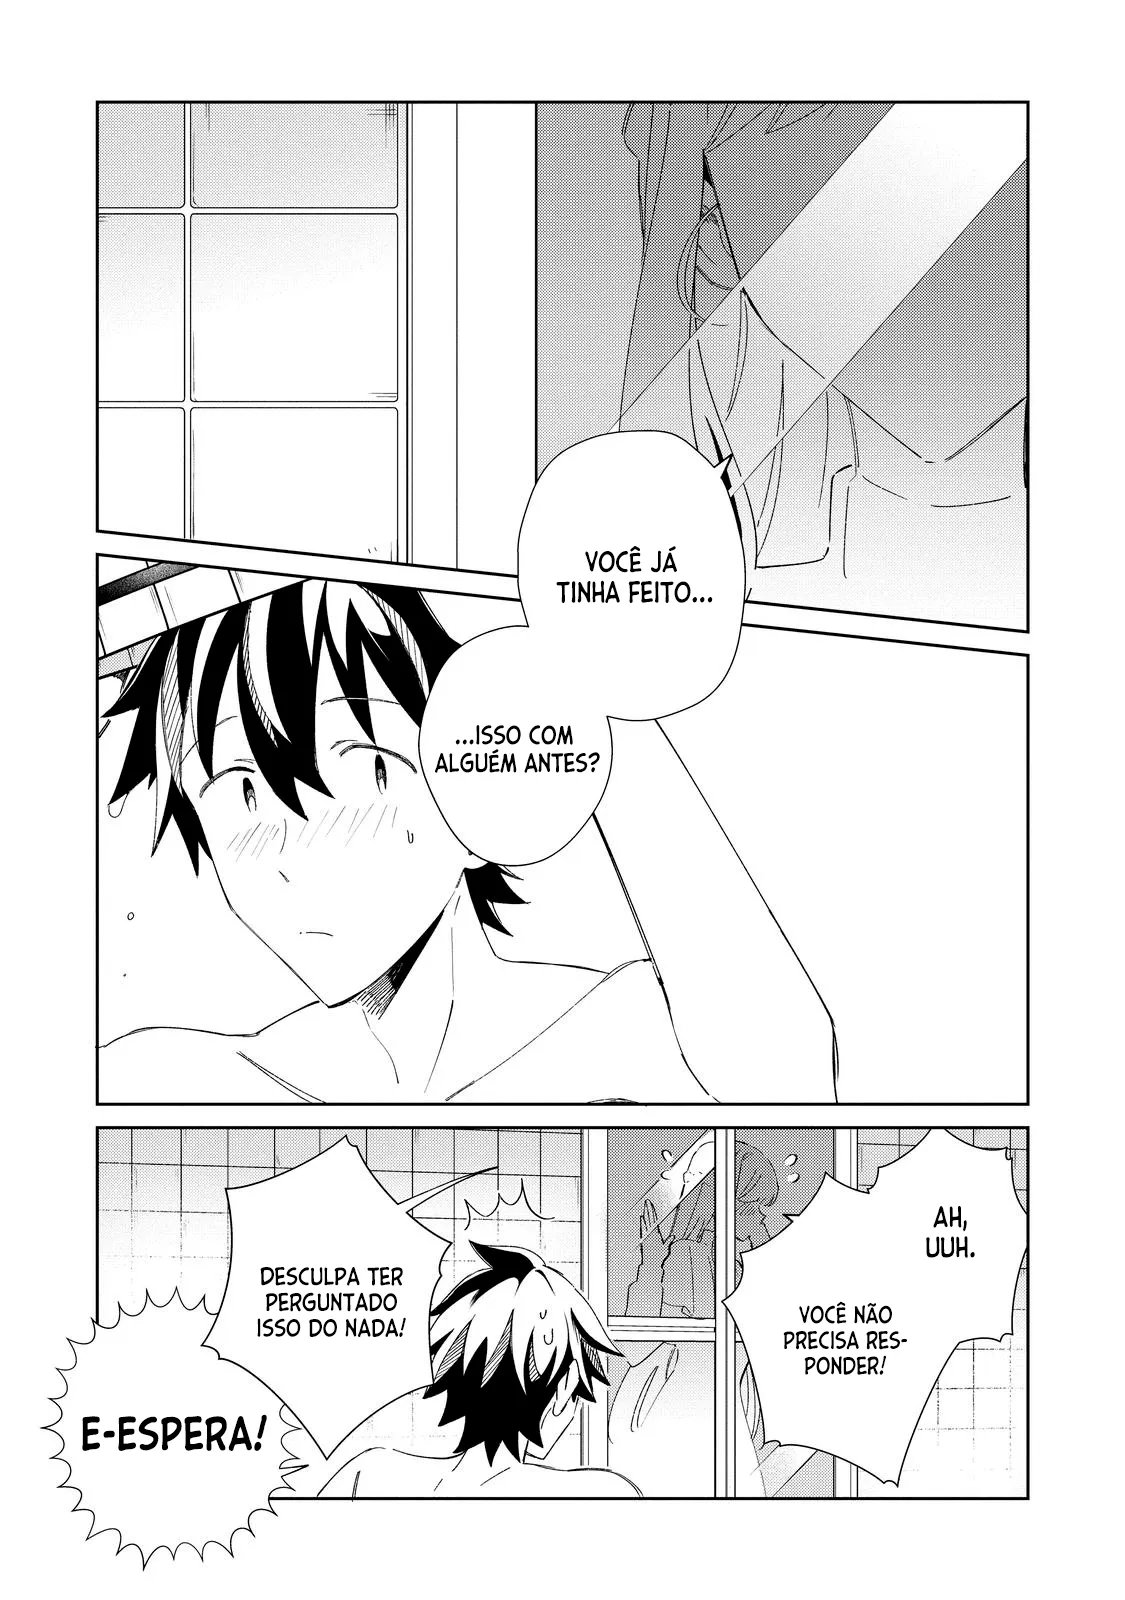 VOCÊ JÁ
TINHA FEITO...
...ISSO COM
ALGUÉM ANTES?
AH,
UUH.
VOCÊ NÃO
PRECISA RES-
PONDER!
DESCULPA TER
PERGUNTADO
ISSO DO NADA!
E-ESPERA!